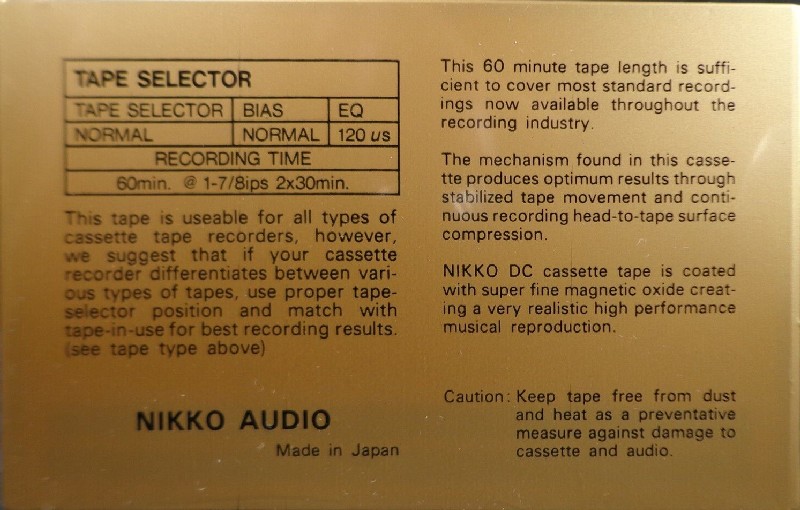 TAPE SELECTOR
TAPE SELECTOR BIAS EQ
NORMAL NORMAL 120 us
RECORDING TIME
60min. @ 1-7/8ips 2x30min.
This tape is useable for all types of
cassette tape recorders, however,
we suggest that if your cassette
recorder differentiates between vari-
ous types of tapes, use proper tape-
selector position and match with
tape-in-use for best recording results.
(see tape type above)
NIKKO AUDIO
Made in Japan
This 60 minute tape length is suffi-
cient to cover most standard record-
ings now available throughout the
recording industry.
The mechanism found in this casse-
tte produces optimum results through
stabilized tape movement and conti-
nuous recording head-to-tape surface
compression.
NIKKO DC cassette tape is coated
with super fine magnetic oxide creat-
ing a very realistic high performance
musical reproduction.
Caution: Keep tape free from dust
and heat as a preventative
measure against damage to
cassette and audio.